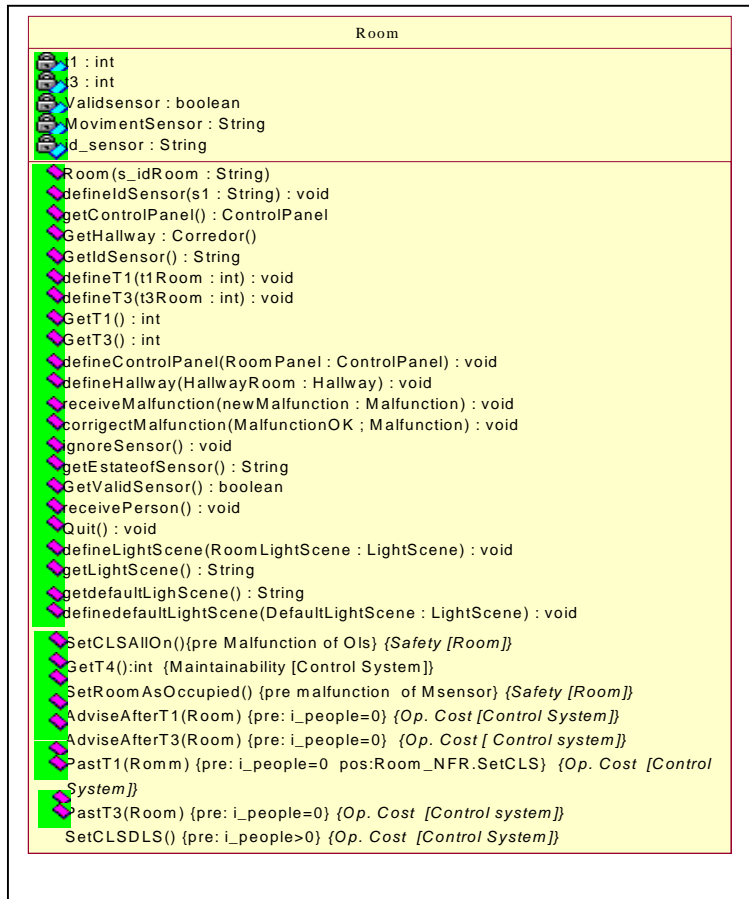 Room
t1 : int
t3 : int
Validsensor : boolean
MovimentSensor : String
id_sensor : String
Room(s_idRoom : String)
defineIdSensor(s1 : String) : void
getControlPanel() : ControlPanel
GetHallway : Corredor()
GetIdSensor() : String
defineT1(t1Room : int) : void
defineT3(t3Room : int) : void
GetT1() : int
GetT3() : int
defineControlPanel(RoomPanel : ControlPanel) : void
defineHallway(HallwayRoom : Hallway) : void
receiveMalfunction(newMalfunction : Malfunction) : void
corrigectMalfunction(MalfunctionOK ; Malfunction) : void
ignoreSensor() : void
getEstateofSensor() : String
GetValidSensor() : boolean
receivePerson() : void
Quit() : void
defineLightScene(RoomLightScene : LightScene) : void
getLightScene() : String
getdefaultLighScene() : String
definedefaultLightScene(DefaultLightScene : LightScene) : void
SetCLSAllOn(){pre Malfunction of Ols} {Safety [Room]}
GetT4():int {Maintainability [Control System]}
SetRoomAsOccupied() {pre malfunction of Msensor} {Safety [Room]}
AdviseAfterT1(Room) {pre: i_people=0} {Op. Cost [Control System]}
AdviseAfterT3(Room) {pre: i_people=0} {Op. Cost [ Control system]}
PastT1(Romm) {pre: i_people=0 pos:Room_NFR.SetCLS} {Op. Cost [Control
System]}
PastT3(Room) {pre: i_people=0} {Op. Cost [Control system]}
SetCLSDLS() {pre: i_people>0} {Op. Cost [Control System]}